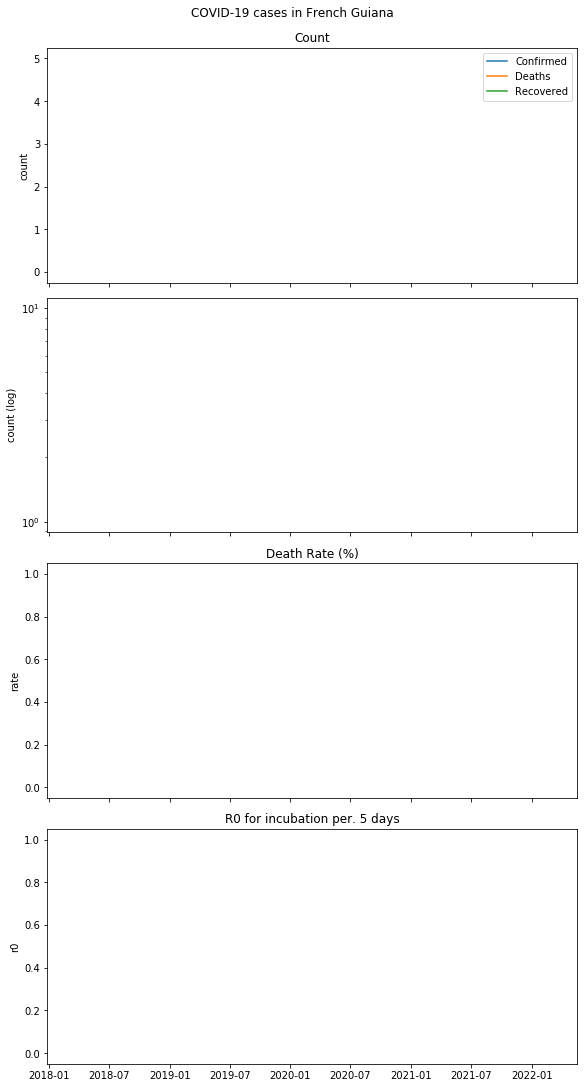 COVID-19 cases in French Guiana
Count
5
4
3
2
1
0
count
Confirmed
Deaths
Recovered
10¹
10⁰
count (log)
Death Rate (%)
1.0
0.8
0.6
0.4
0.2
0.0
rate
R0 for incubation per. 5 days
1.0
0.8
0.6
0.4
0.2
0.0
r0
2018-01 2018-07 2019-01 2019-07 2020-01 2020-07 2021-01 2021-07 2022-01